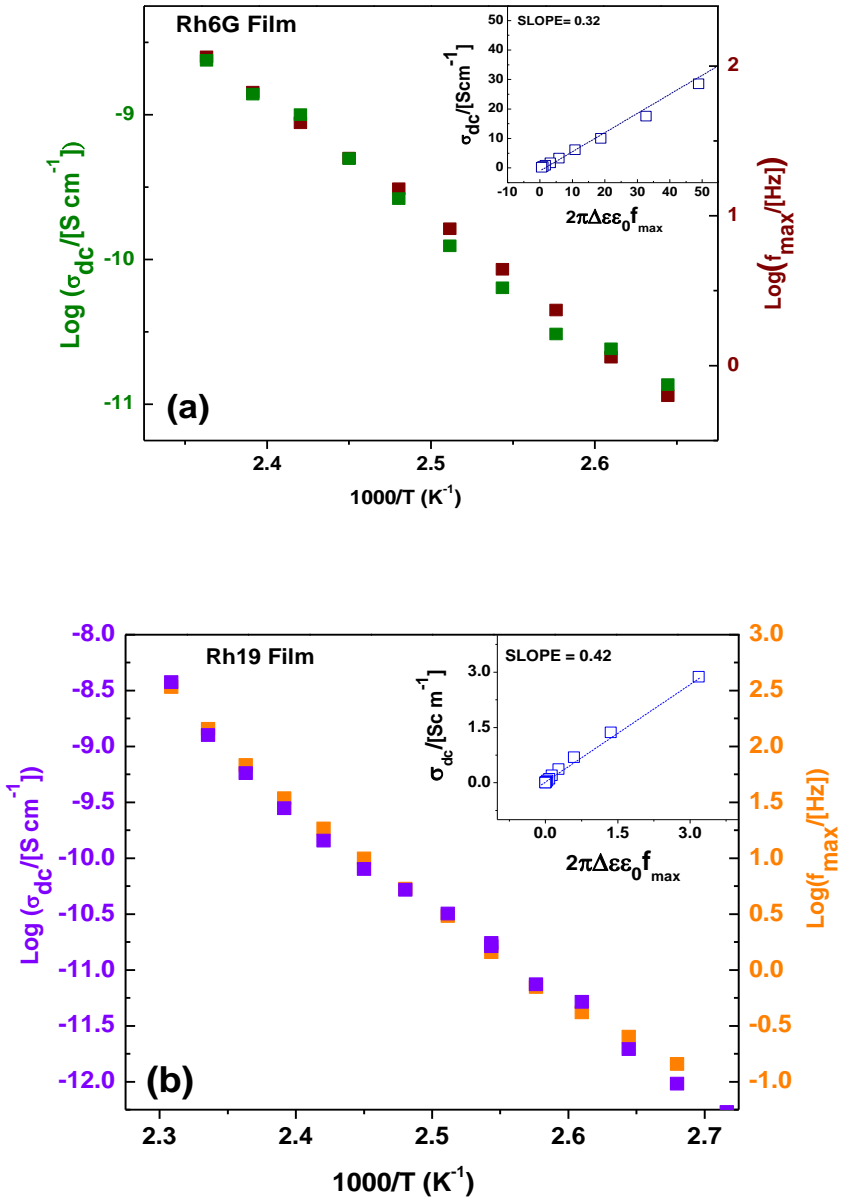 Rh6G Film
SLOPE= 0.32
50
40
30
20
10
0
σdc/[Scm-1]
-10 0 10 20 30 40 50
2πΔεε0fmax
-9
-10
-11
Log (σdc/[S cm-1])
2
1
0
Log(fmax/[Hz])
(a)
2.4 2.5 2.6
1000/T (K-1)
Rh19 Film
SLOPE = 0.42
3.0
1.5
0.0
σdc/[Sc m-1]
0.0 1.5 3.0
2πΔεε0fmax
-8.0
-8.5
-9.0
-9.5
-10.0
-10.5
-11.0
-11.5
-12.0
Log (σdc/[S cm-1])
3.0
2.5
2.0
1.5
1.0
0.5
0.0
-0.5
-1.0
Log(fmax/[Hz])
(b)
2.3 2.4 2.5 2.6 2.7
1000/T (K-1)